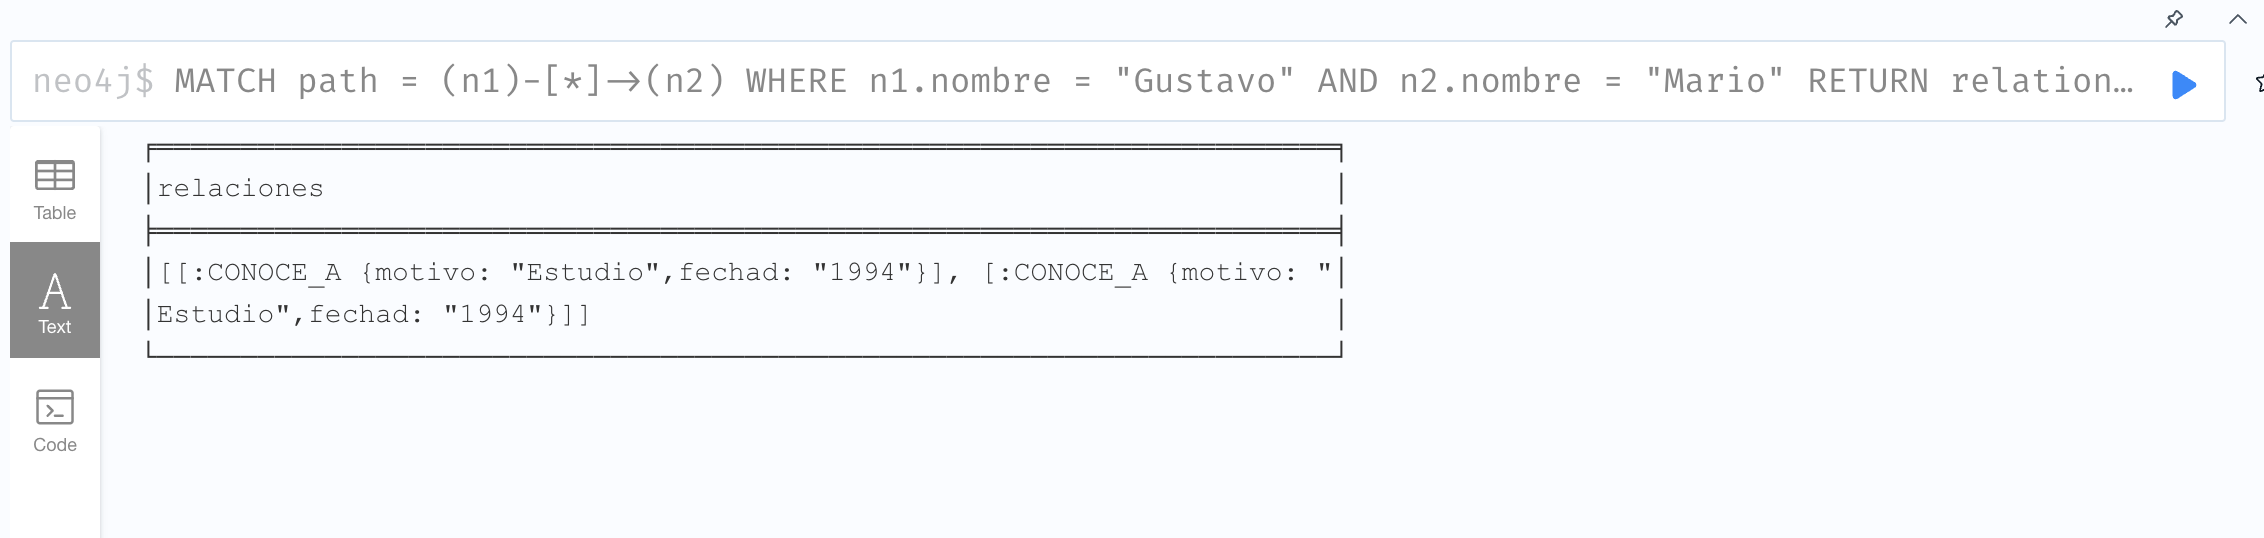 neo4j$ MATCH path = (n1)-[*]->(n2) WHERE n1.nombre = "Gustavo" AND n2.nombre = "Mario" RETURN relation…
relaciones
Table
[[:CONOCE_A {motivo: "Estudio",fechad: "1994"}], [:CONOCE_A {motivo: "
Estudio",fechad: "1994"}]]
Text
Code